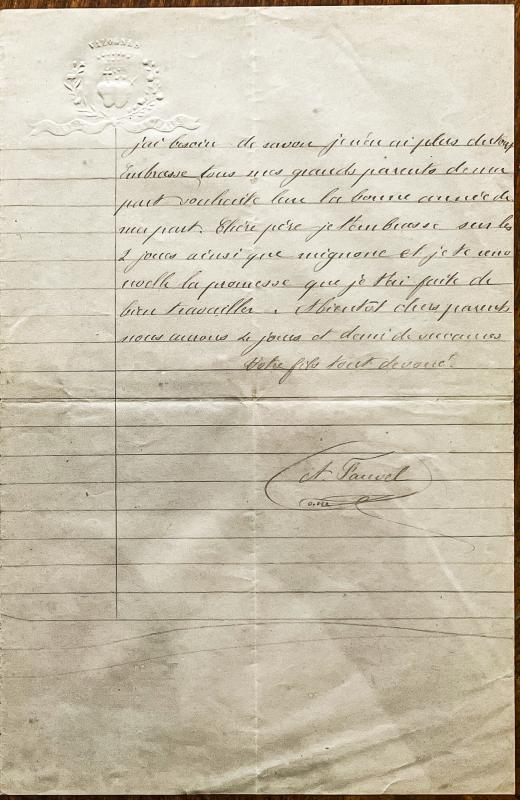 j'ai besoin de savon je n'en ai plus du tout
Embrasse tous mes grands parents de ma
part souhaite leur la bonne année de
ma part. Chère père je t'embrasse sur les
2 joues ainsi que mignone et je te renou
velle la promesse que je t'ai faite de
bien travailler. Abientôt chers parents
nous aurons 2 jours et demi de vacances
Votre fils tout dévoué.
A. Fauvel